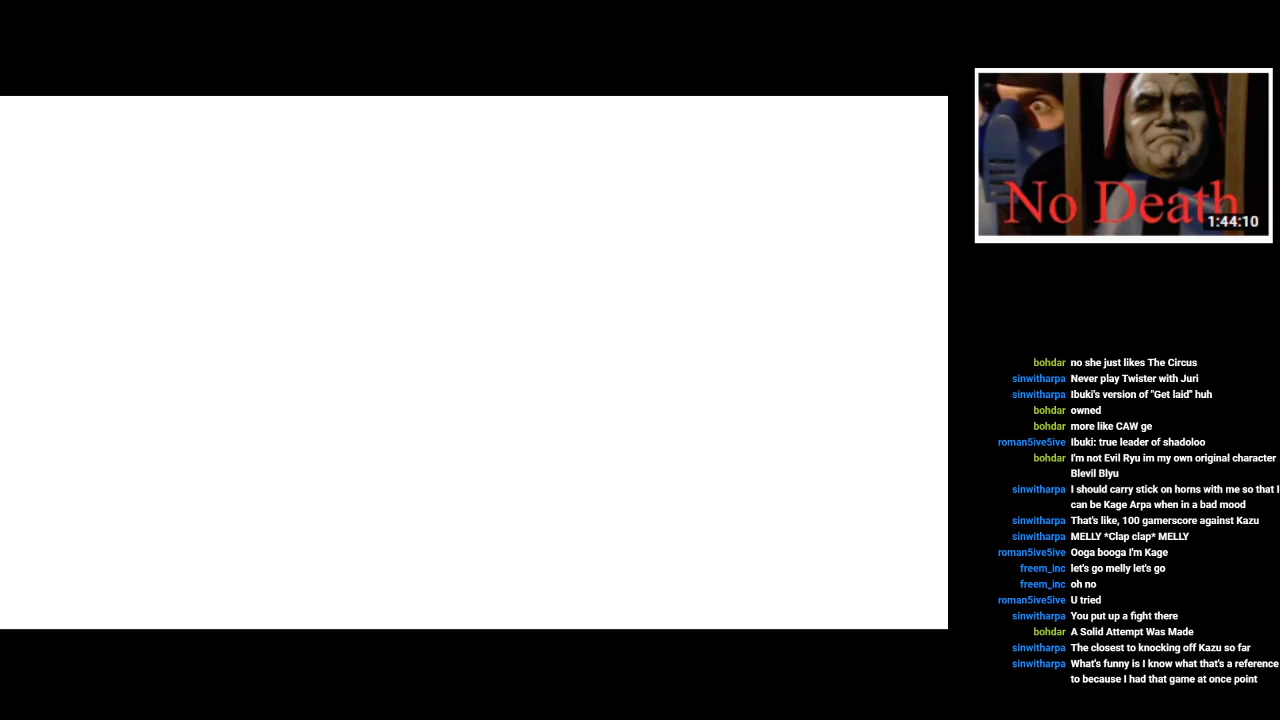 No Death
1:44:10
bohdar no she just likes The Circus
sinwitharpa Never play Twister with Juri
sinwitharpa Ibuki's version of "Get laid" huh
bohdar owned
bohdar more like CAW ge
roman5ive5ive Ibuki: true leader of shadoloo
bohdar I'm not Evil Ryu im my own original character
Blevil Blyu
sinwitharpa I should carry stick on horns with me so that I
can be Kage Arpa when in a bad mood
sinwitharpa That's like, 100 gamerscore against Kazu
sinwitharpa MELLY *Clap clap* MELLY
roman5ive5ive Ooga booga I'm Kage
freem_inc let's go melly let's go
freem_inc oh no
roman5ive5ive U tried
sinwitharpa You put up a fight there
bohdar A Solid Attempt Was Made
sinwitharpa The closest to knocking off Kazu so far
sinwitharpa What's funny is I know what that's a reference
to because I had that game at once point